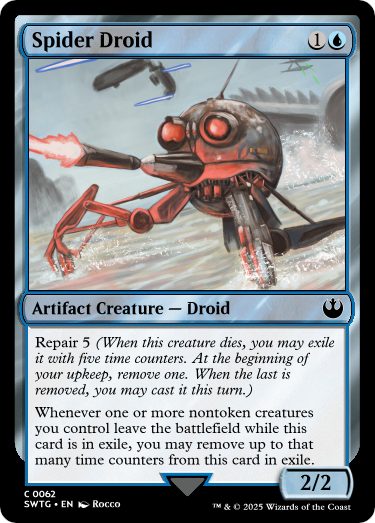 Spider Droid 1
Artifact Creature — Droid
Repair 5 (When this creature dies, you may exile
it with five time counters. At the beginning of
your upkeep, remove one. When the last is
removed, you may cast it this turn.)
Whenever one or more nontoken creatures
you control leave the battlefield while this
card is in exile, you may remove up to that
many time counters from this card in exile.
2/2
C 0062
SWTG • EN Rocco
™ & © 2025 Wizards of the Coast